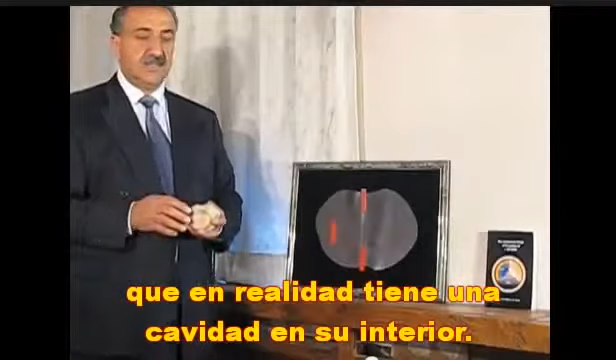 que en realidad tiene una
cavidad en su interior.